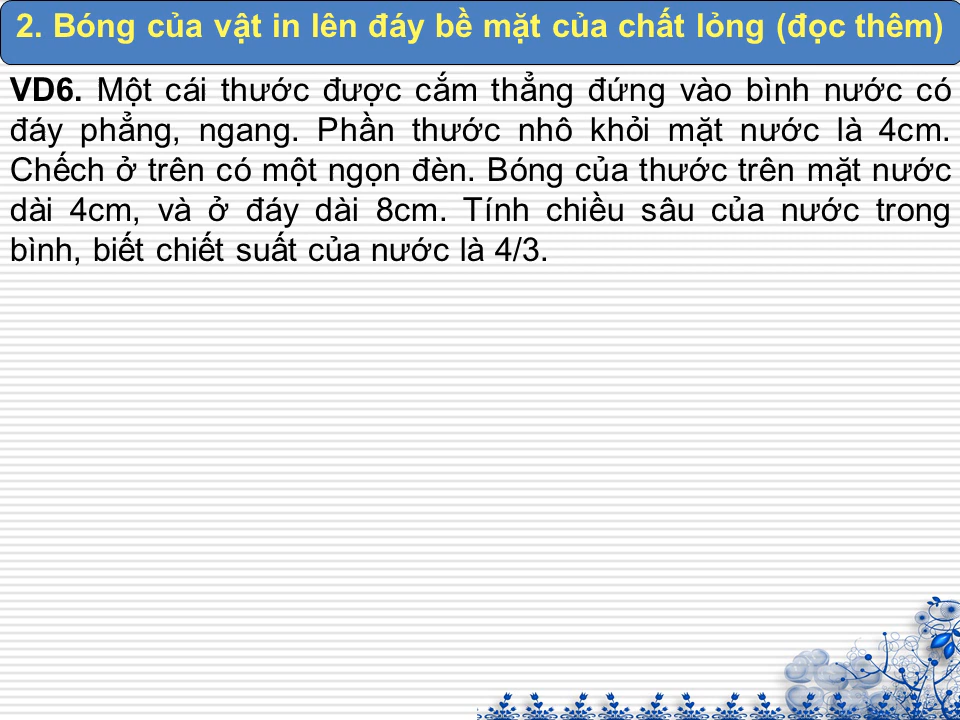 2. Bóng của vật in lên đáy bề mặt của chất lỏng (đọc thêm)
VD6. Một cái thước được cắm thẳng đứng vào bình nước có
đáy phẳng, ngang. Phần thước nhô khỏi mặt nước là 4cm.
Chếch ở trên có một ngọn đèn. Bóng của thước trên mặt nước
dài 4cm, và ở đáy dài 8cm. Tính chiều sâu của nước trong
bình, biết chiết suất của nước là 4/3.